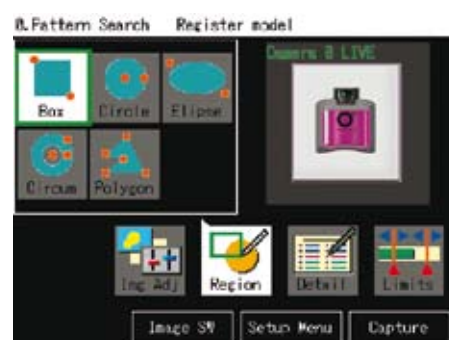 0.Pattern Search Register model
Camera 0 LIVE
Box Circle Elipse
Circum Polygon
Img Adj Region Detail Limits
Image SW Setup Menu Capture